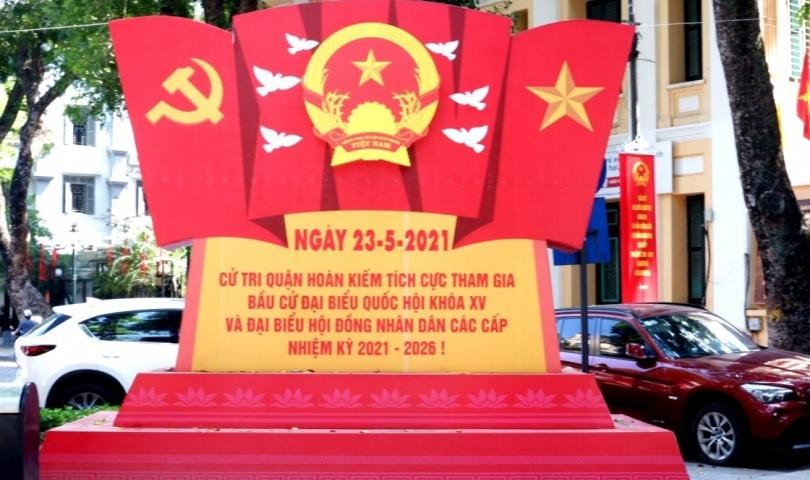 VIỆT NAM
NGÀY 23-5-2021
CỬ TRI QUẬN HOÀN KIẾM TÍCH CỰC THAM GIA
BẦU CỬ ĐẠI BIỂU QUỐC HỘI KHÓA XV
VÀ ĐẠI BIỂU HỘI ĐỒNG NHÂN DÂN CÁC CẤP
NHIỆM KỲ 2021 - 2026 !